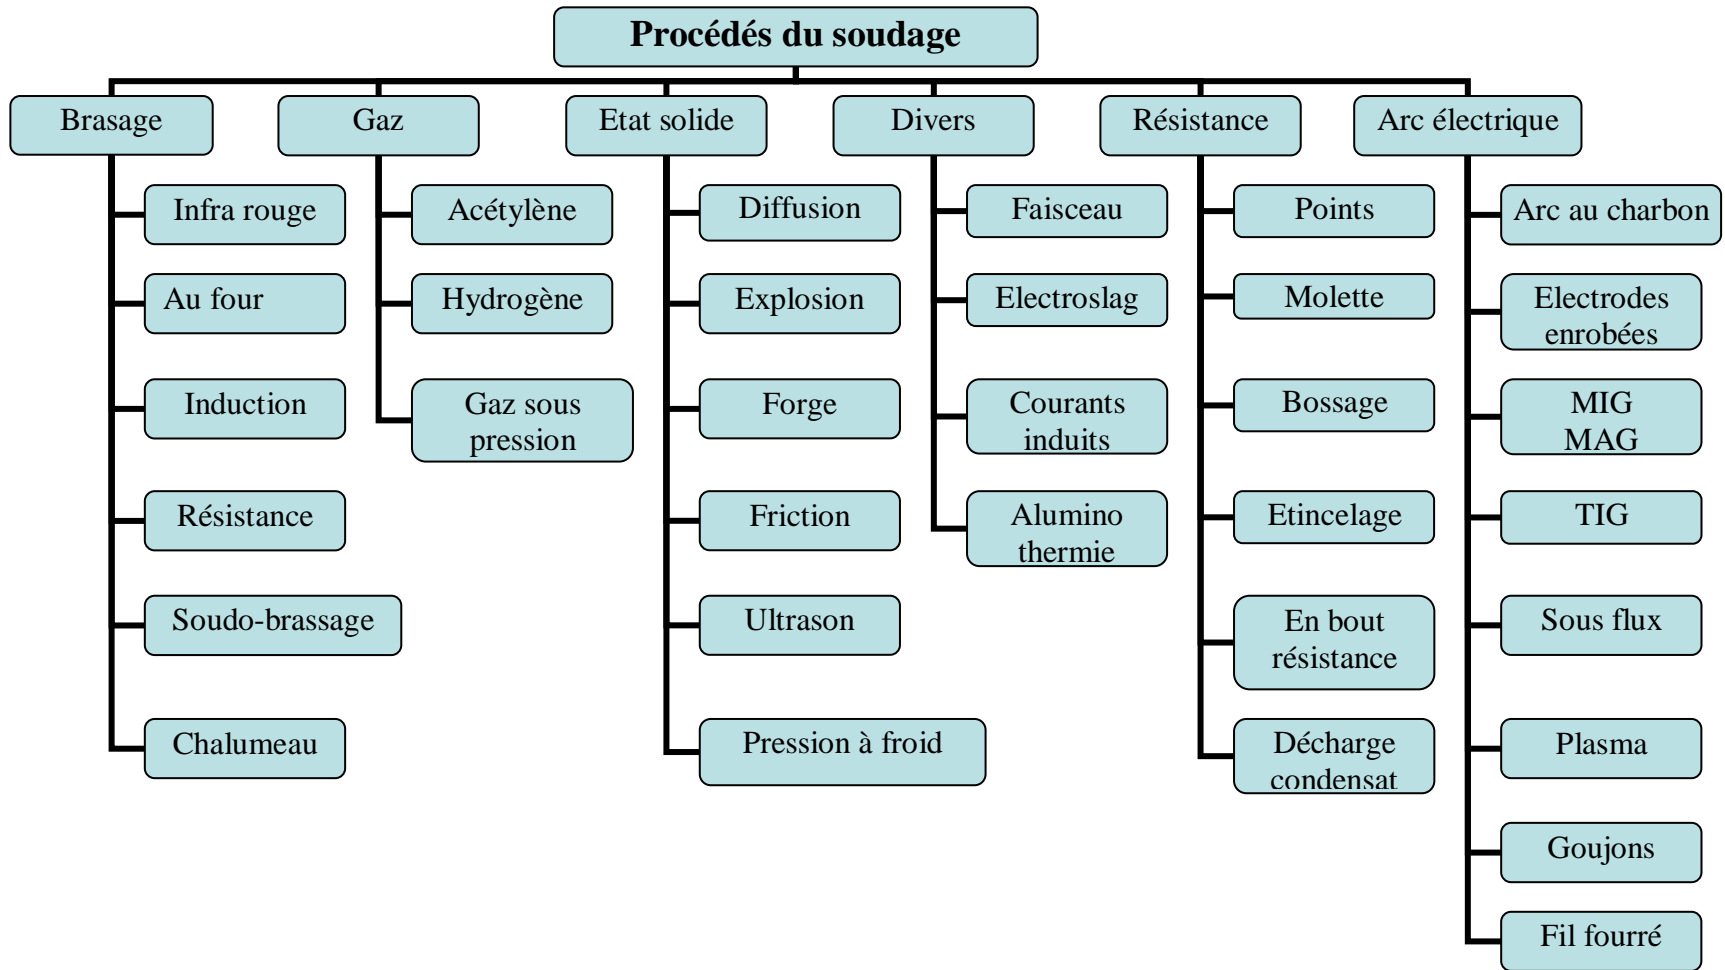 Procédés du soudage
Brasage
Gaz
Etat solide
Divers
Résistance
Arc électrique
Infra rouge
Au four
Induction
Résistance
Soudo-brassage
Chalumeau
Acétylène
Hydrogène
Gaz sous
pression
Diffusion
Explosion
Forge
Friction
Ultrason
Pression à froid
Faisceau
Electroslag
Courants
induits
Alumino
thermie
Points
Molette
Bossage
Etincelage
En bout
résistance
Décharge
condensat
Arc au charbon
Electrodes
enrobées
MIG
MAG
TIG
Sous flux
Plasma
Goujons
Fil fourré